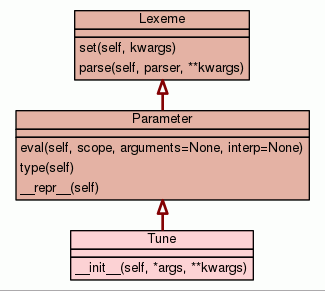 Lexeme
set(self, kwargs)
parse(self, parser, **kwargs)
Parameter
eval(self, scope, arguments=None, interp=None)
type(self)
__repr__(self)
Tune
__init__(self, *args, **kwargs)